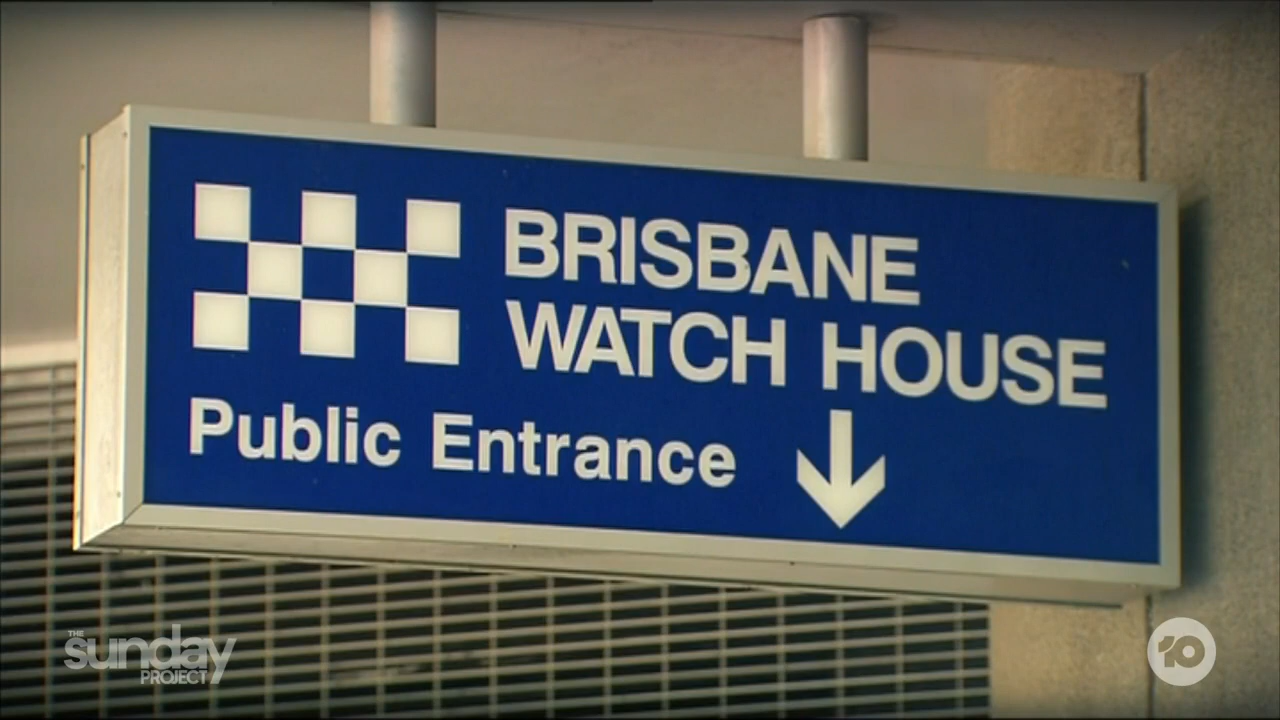 BRISBANE
WATCH HOUSE
Public Entrance
THE
sunday
PROJECT
10